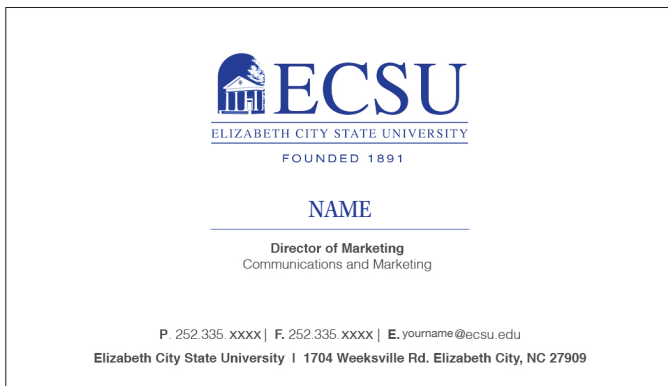 ECSU
ELIZABETH CITY STATE UNIVERSITY
FOUNDED 1891
NAME
Director of Marketing
Communications and Marketing
P. 252.335.xxxx | F. 252.335.xxxx | E. yourname@ecsu.edu
Elizabeth City State University | 1704 Weeksville Rd. Elizabeth City, NC 27909